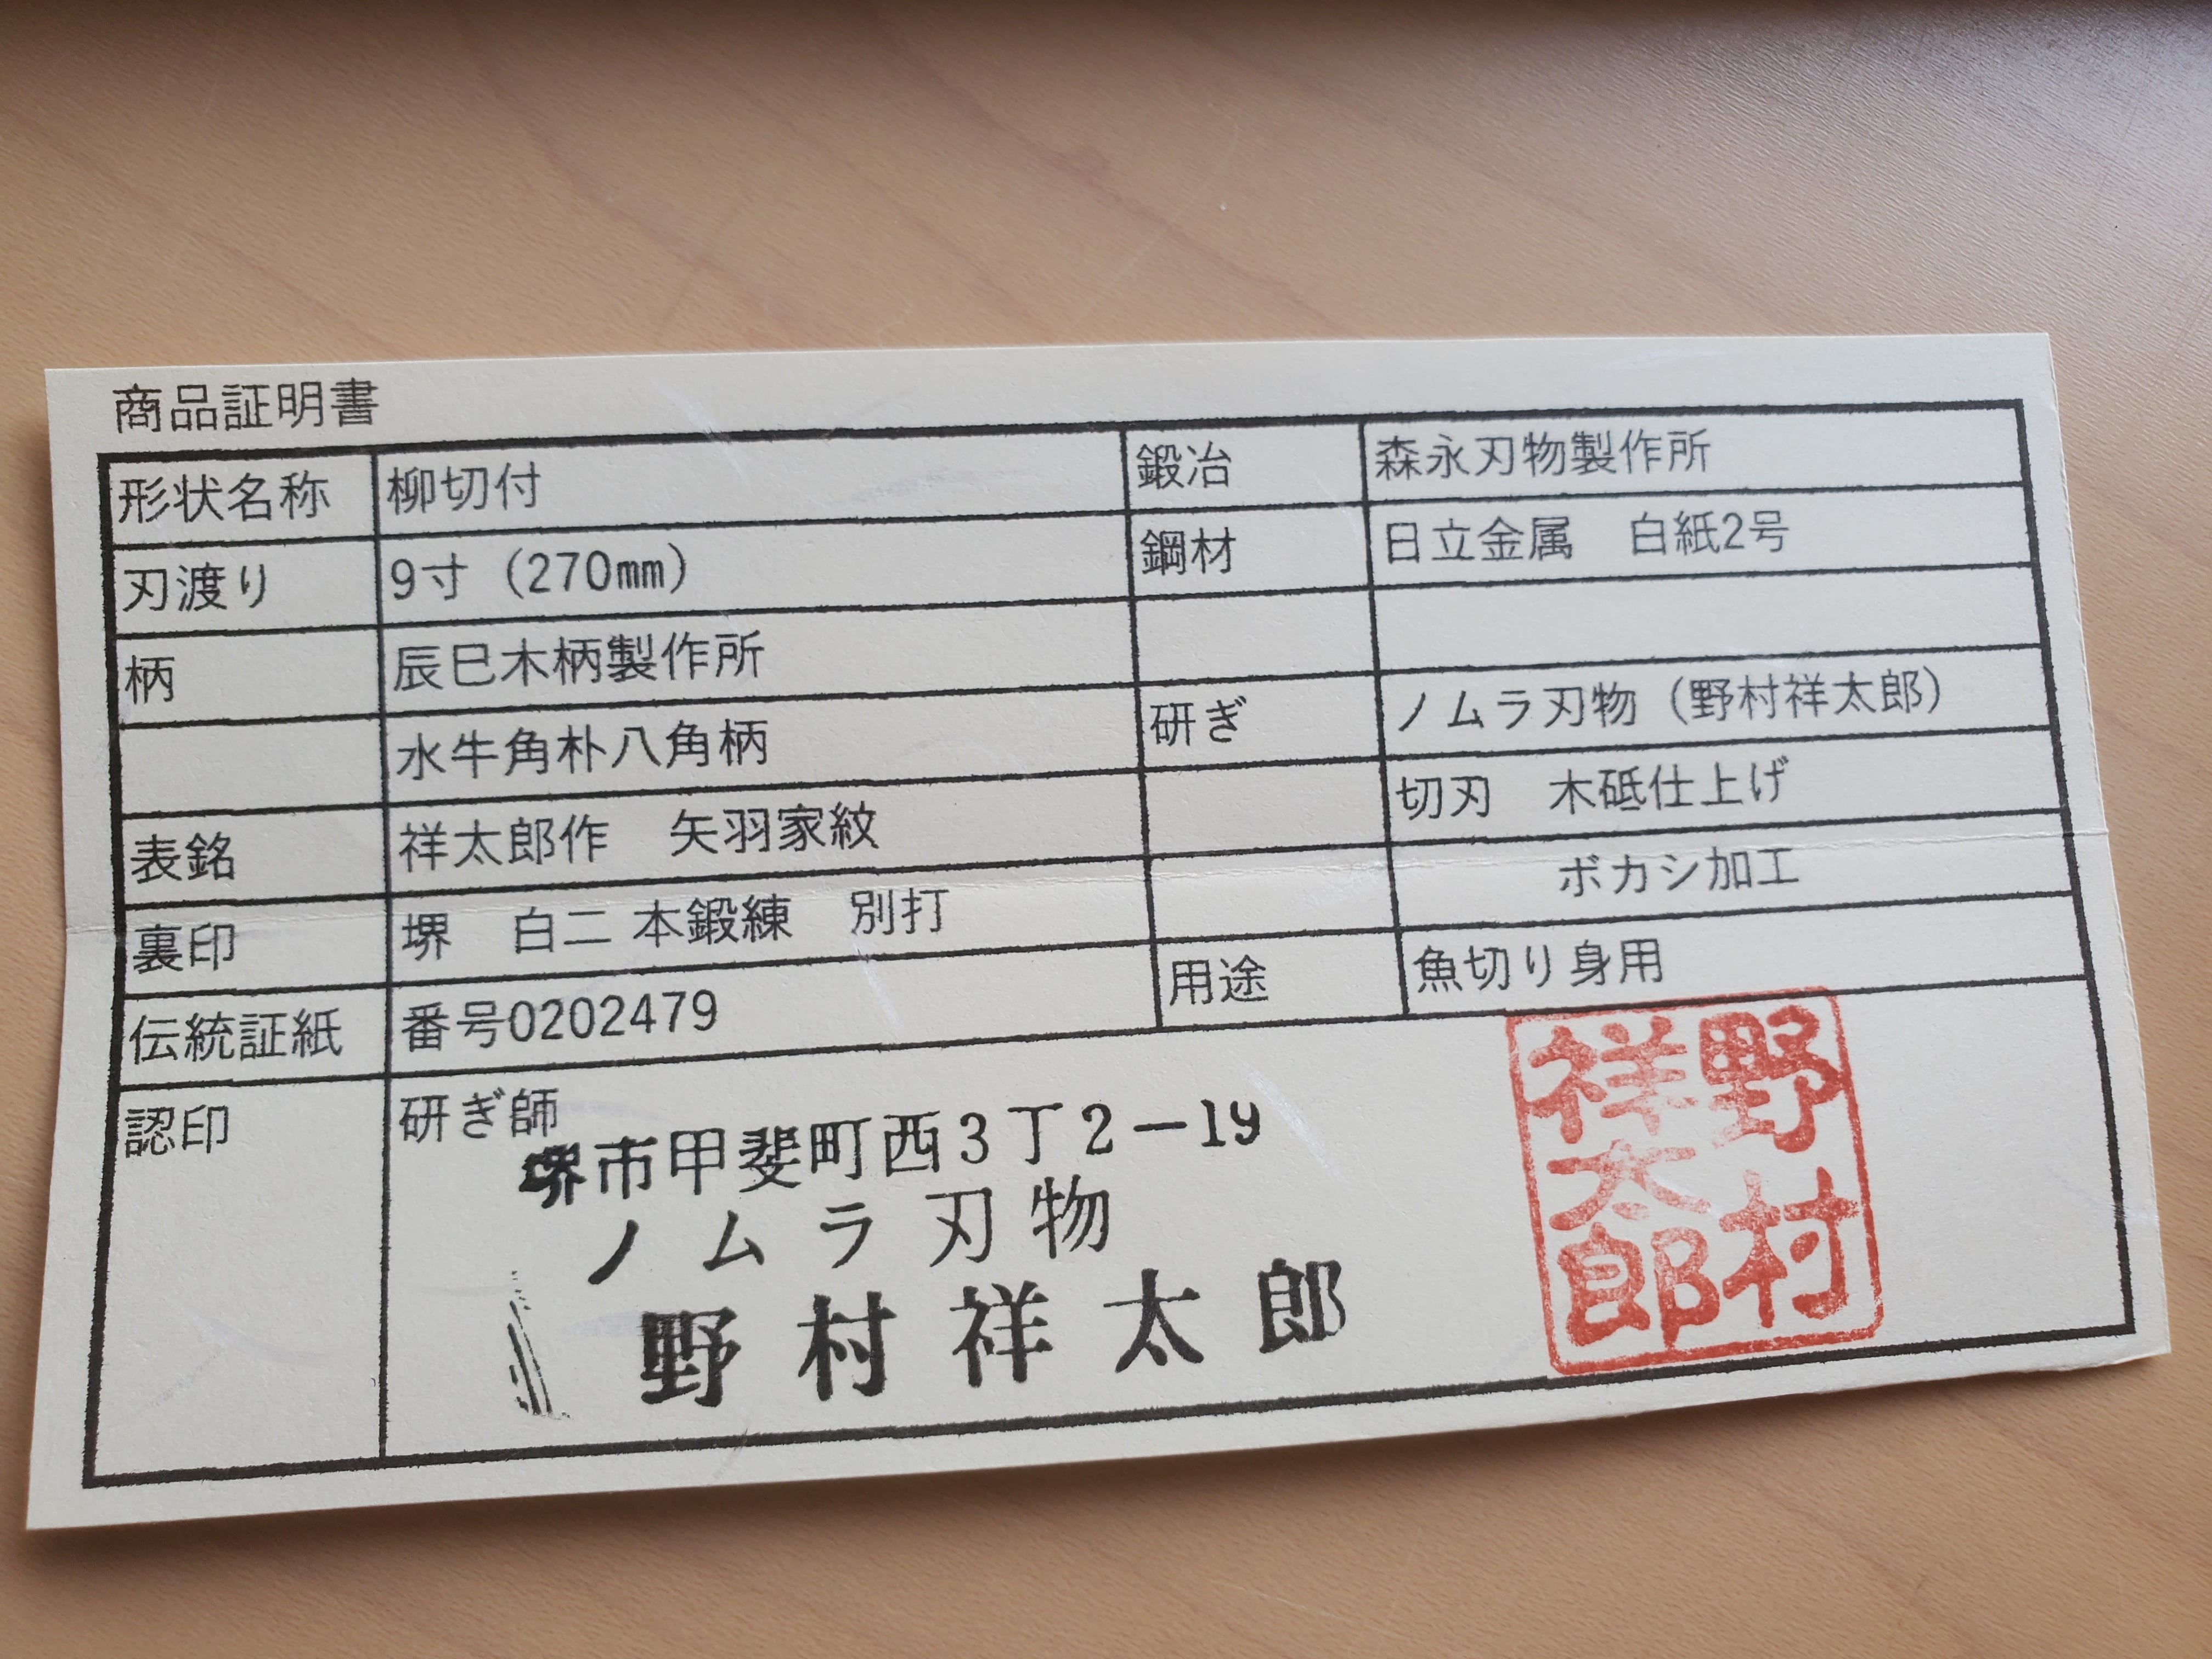 商品証明書
形状名称 柳切付 鍛冶 森永刃物製作所
刃渡り 9寸（270㎜） 鋼材 日立金属　白紙2号
柄 辰巳木柄製作所
水牛角朴八角柄 研ぎ ノムラ刃物（野村祥太郎）
表銘 祥太郎作　矢羽家紋 切刃　木砥仕上げ
裏印 堺　白二 本鍛練　別打 ボカシ加工
伝統証紙 番号0202479 用途 魚切り身用
認印 研ぎ師
堺市甲斐町西3丁2－19
ノムラ刃物
野村祥太郎
野村
祥太郎